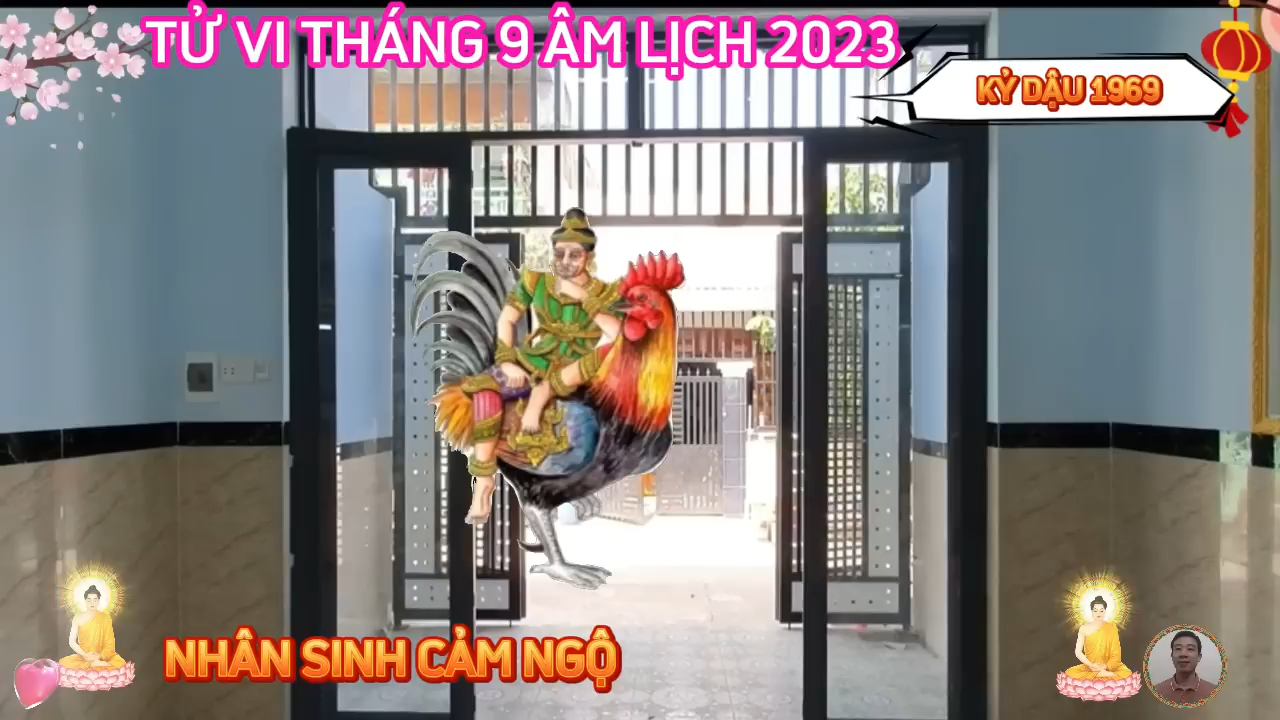 TỬ VI THÁNG 9 ÂM LỊCH 2023
KỶ DẬU 1969
NHÂN SINH CẢM NGỘ